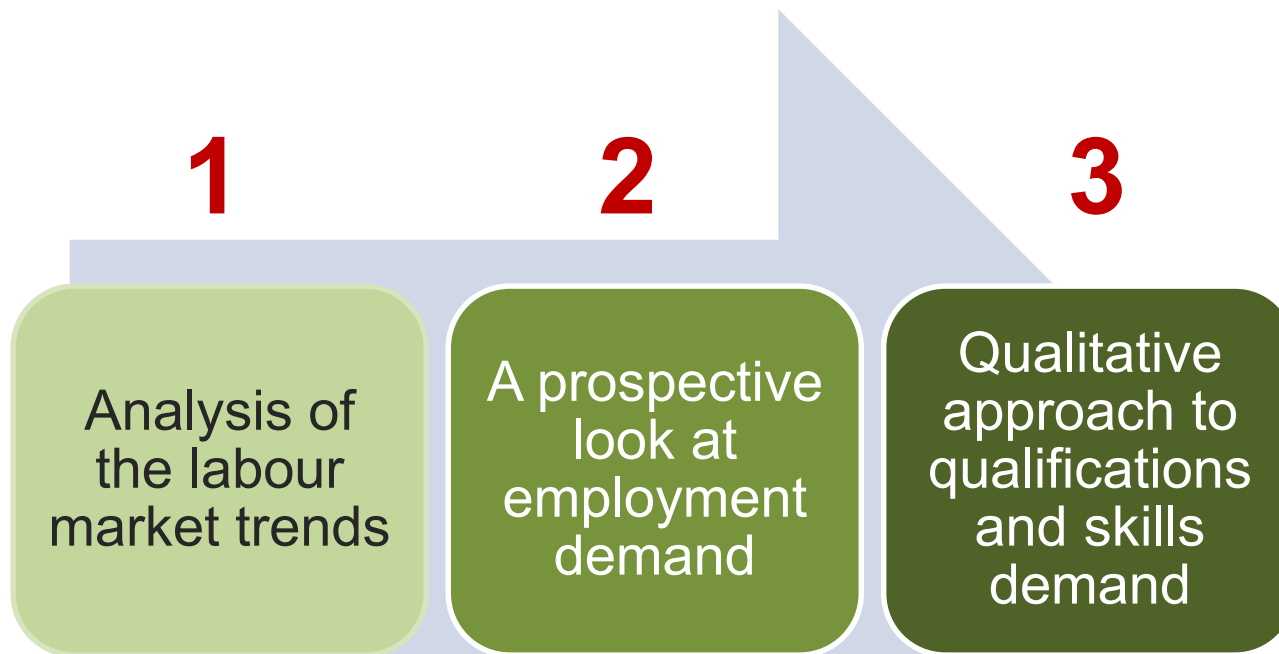 1
2
3
Analysis of
the labour
market trends
A prospective
look at
employment
demand
Qualitative
approach to
qualifications
and skills
demand